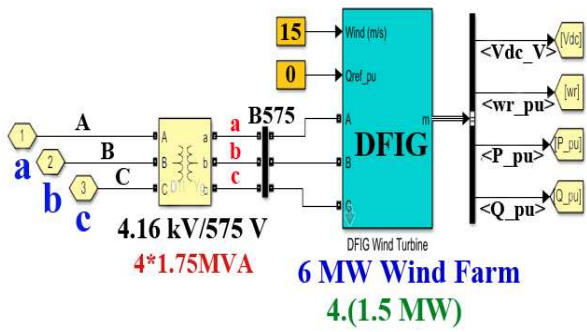 15
Wind (m/s)
[Vdc]
<Vdc_V>
0
Qref_pu
B575
[wr]
<wr_pu>
1
A
A
a
a
A
m
DFIG
[P_pu]
<P_pu>
a
2
B
B
b
b
B
b
3
C
C
c
c
[Q_pu]
<Q_pu>
c
4.16 kV/575 V
4*1.75MVA
DFIG Wind Turbine
6 MW Wind Farm
4.(1.5 MW)